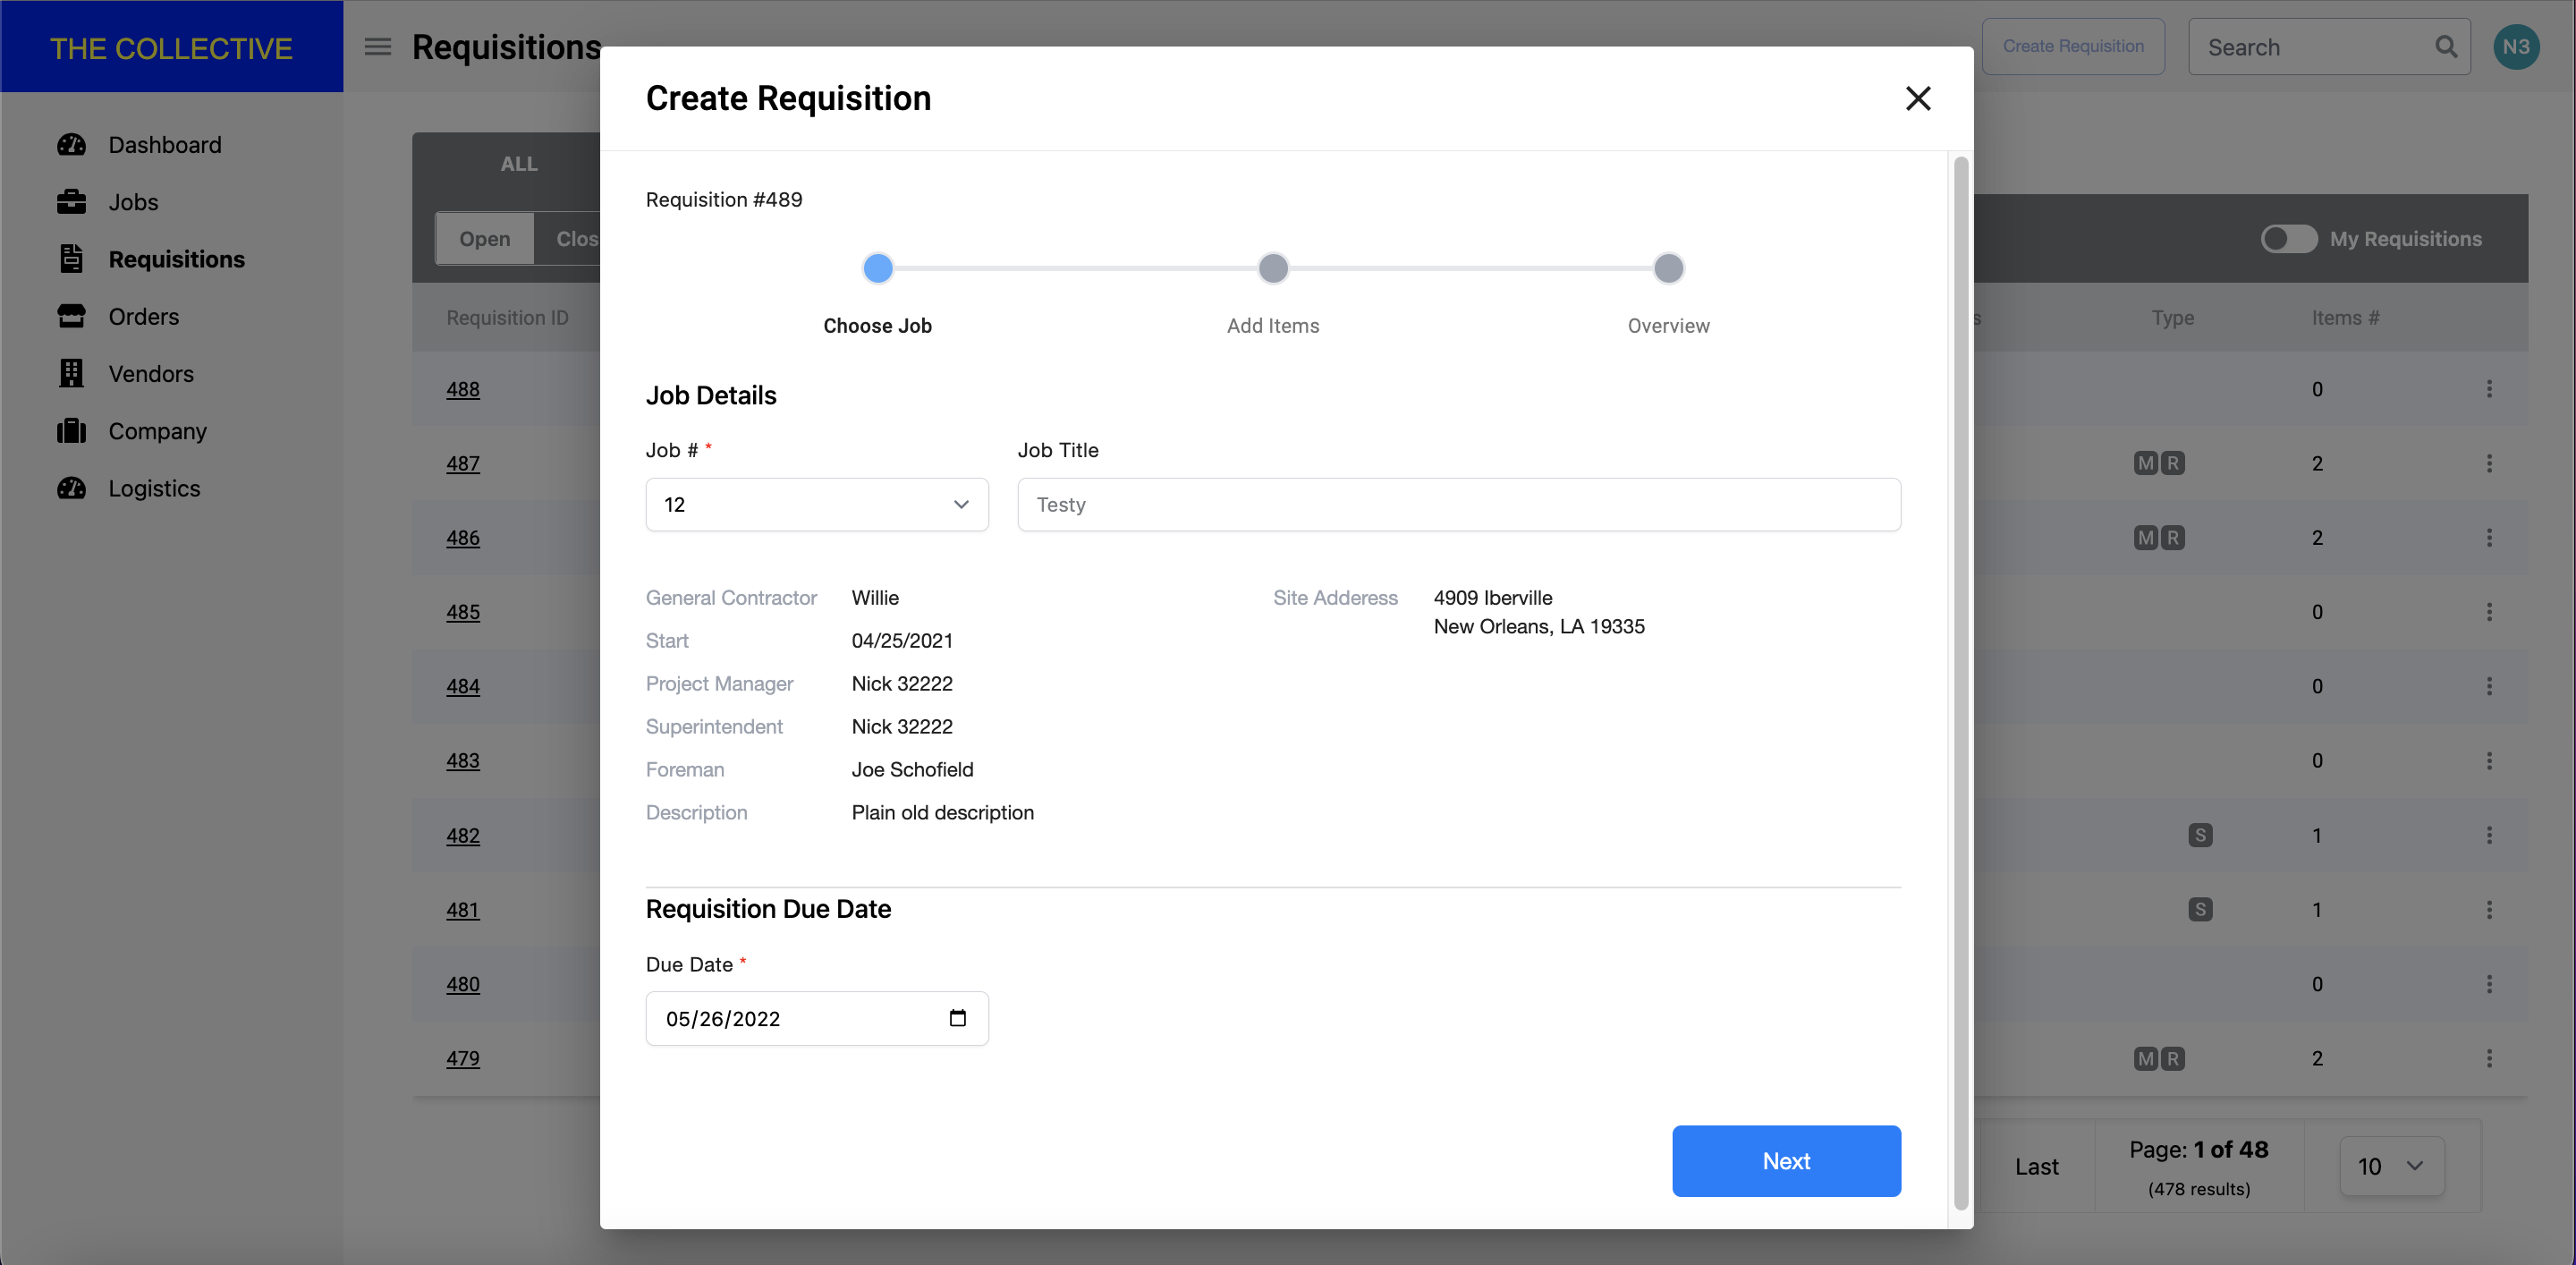 THE COLLECTIVE
Requisitions
Create Requisition
Search
N3
Dashboard
Jobs
Requisitions
Orders
Vendors
Company
Logistics
ALL
Open
Clos
My Requisitions
Requisition ID
s
Type
Items #
488
0
487
M R
2
486
M R
2
485
0
484
0
483
0
482
S
1
481
S
1
480
0
479
M R
2
Last
Page: 1 of 48
(478 results)
10
Create Requisition
Requisition #489
Choose Job
Add Items
Overview
Job Details
Job # *
Job Title
12
Testy
General Contractor Willie
Start 04/25/2021
Project Manager Nick 32222
Superintendent Nick 32222
Foreman Joe Schofield
Description Plain old description
Site Adderess 4909 Iberville
New Orleans, LA 19335
Requisition Due Date
Due Date *
05/26/2022
Next